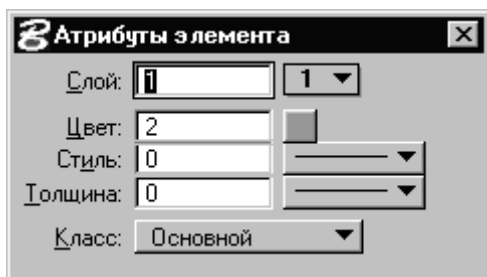 Атрибуты элемента
Слой: 1 1
Цвет: 2
Стиль: 0
Толщина: 0
Класс: Основной